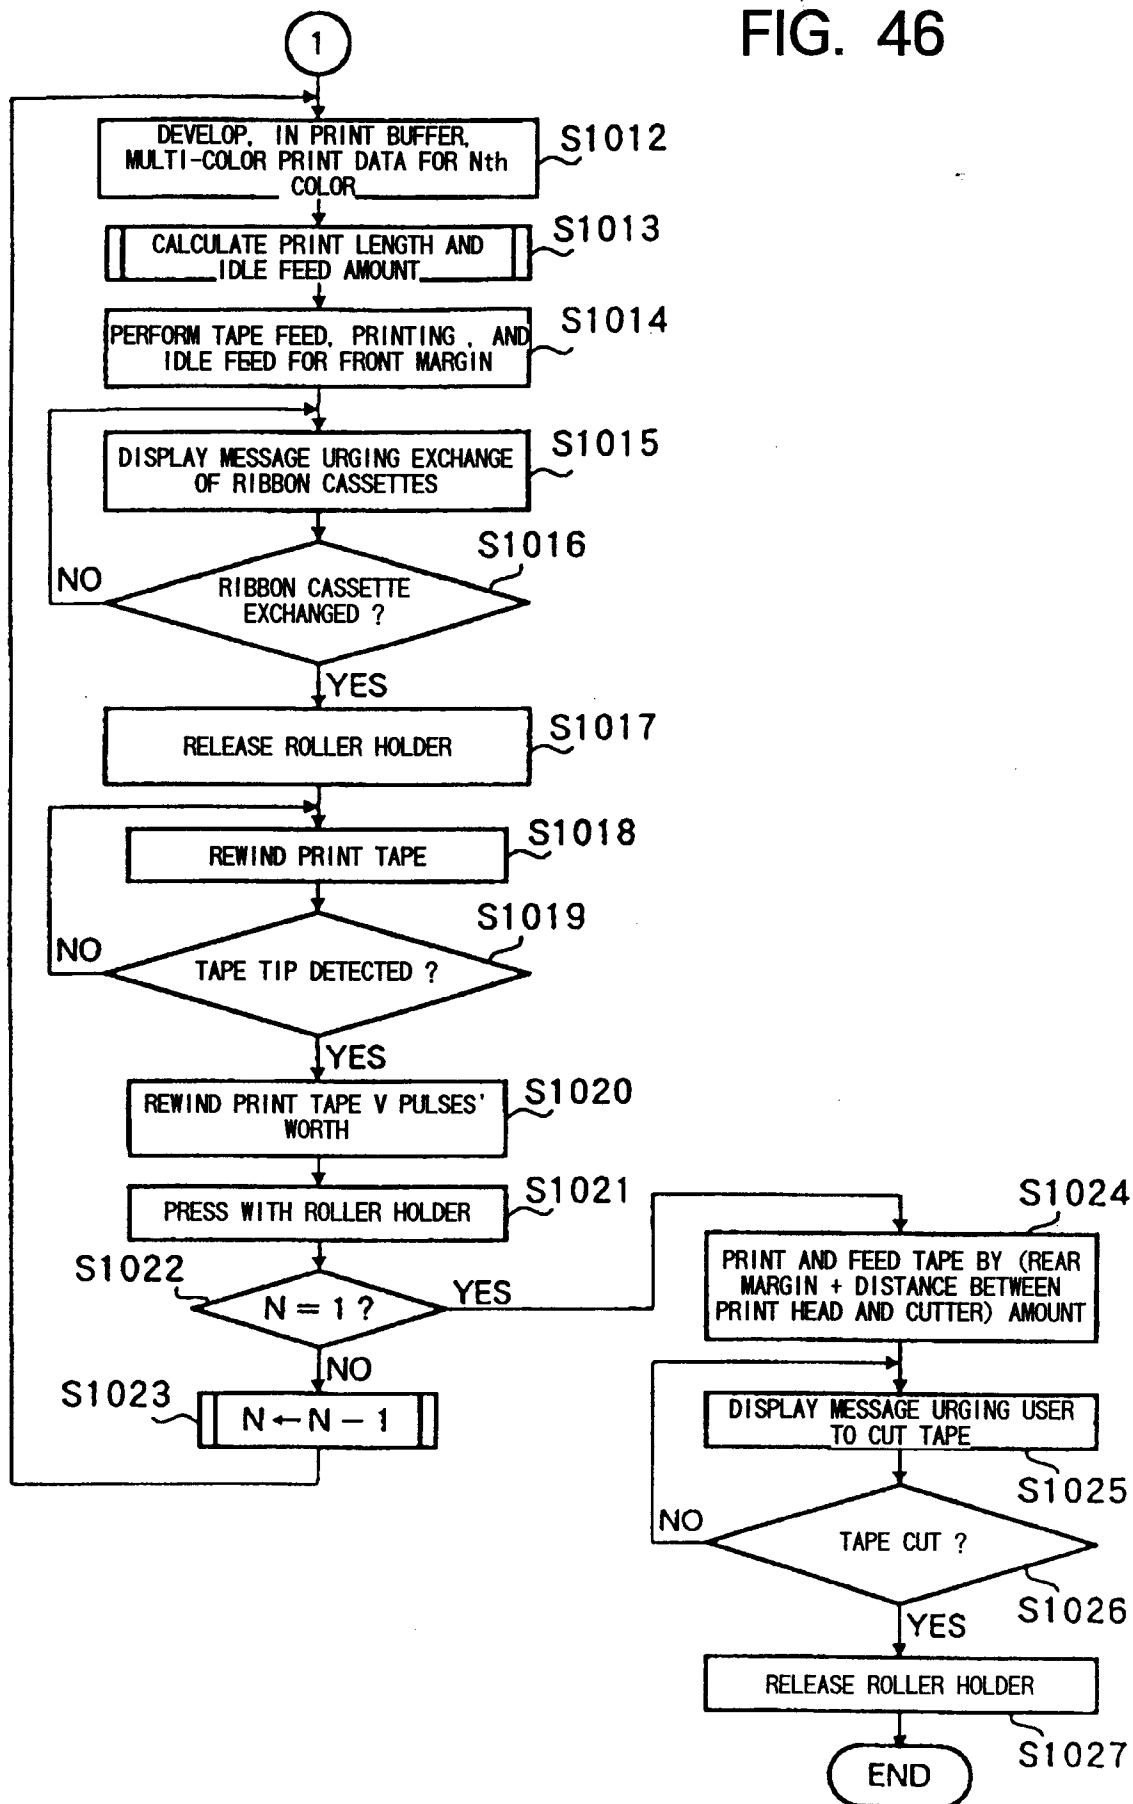 FIG. 46
1
DEVELOP, IN PRINT BUFFER,
MULTI-COLOR PRINT DATA FOR Nth
COLOR
S1012
CALCULATE PRINT LENGTH AND
IDLE FEED AMOUNT
S1013
PERFORM TAPE FEED, PRINTING , AND
IDLE FEED FOR FRONT MARGIN
S1014
DISPLAY MESSAGE URGING EXCHANGE
OF RIBBON CASSETTES
S1015
S1016
NO
RIBBON CASSETTE
EXCHANGED ?
YES
RELEASE ROLLER HOLDER
S1017
REWIND PRINT TAPE
S1018
S1019
NO
TAPE TIP DETECTED ?
YES
REWIND PRINT TAPE V PULSES'
WORTH
S1020
PRESS WITH ROLLER HOLDER
S1021
S1022
N = 1 ?
YES
NO
S1023
N ← N - 1
S1024
PRINT AND FEED TAPE BY (REAR
MARGIN + DISTANCE BETWEEN
PRINT HEAD AND CUTTER) AMOUNT
DISPLAY MESSAGE URGING USER
TO CUT TAPE
S1025
NO
TAPE CUT ?
S1026
YES
RELEASE ROLLER HOLDER
S1027
END